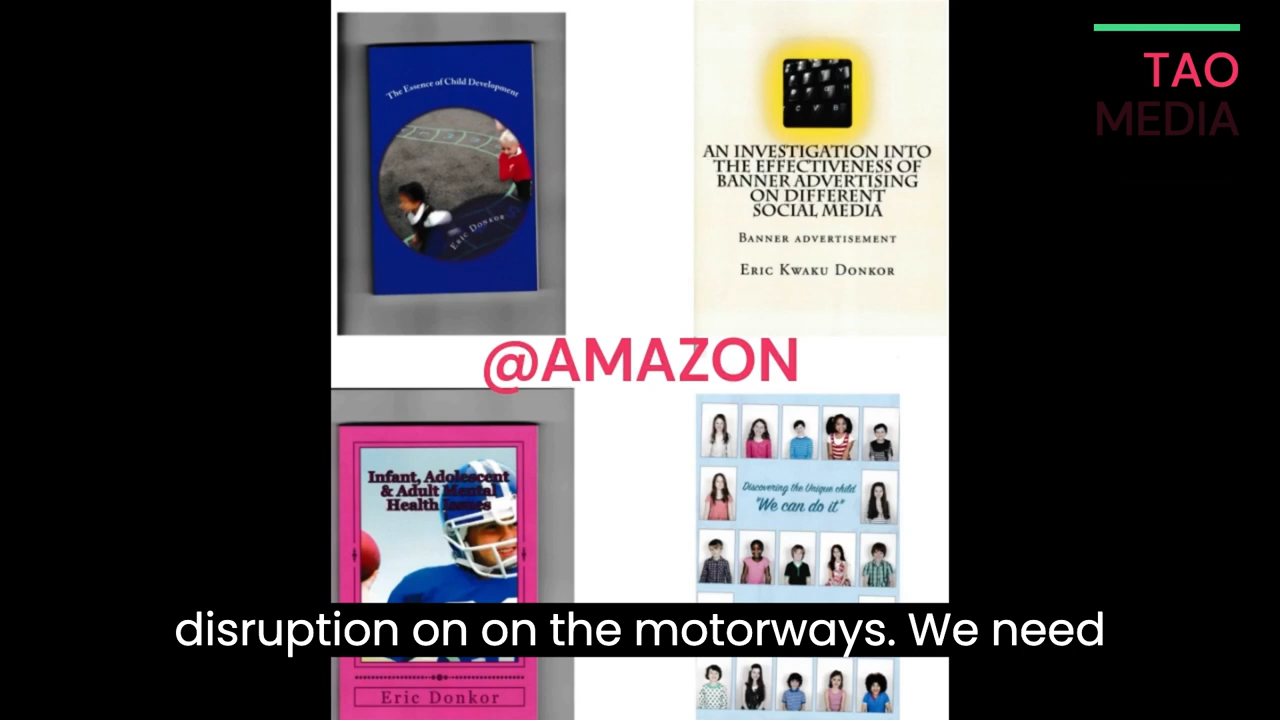 TAO
MEDIA
The Essence of Child Development
Eric Donkor
AN INVESTIGATION INTO
THE EFFECTIVENESS OF
BANNER ADVERTISING
ON DIFFERENT
SOCIAL MEDIA
BANNER ADVERTISEMENT
ERIC KWAKU DONKOR
@AMAZON
Infant, Adolescent
& Adult Mental
Health Issues
Discovering the Unique child
"We can do it"
disruption on on the motorways. We need
Eric Donkor